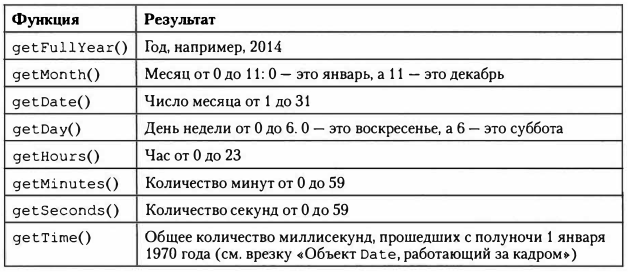 Функция Результат
getFullYear() Год, например, 2014
getMonth() Месяц от 0 до 11: 0 — это январь, а 11 — это декабрь
getDate() Число месяца от 1 до 31
getDay() День недели от 0 до 6. 0 — это воскресенье, а 6 — это суббота
getHours() Час от 0 до 23
getMinutes() Количество минут от 0 до 59
getSeconds() Количество секунд от 0 до 59
getTime() Общее количество миллисекунд, прошедших с полуночи 1 января
1970 года (см. врезку «Объект Date, работающий за кадром»)